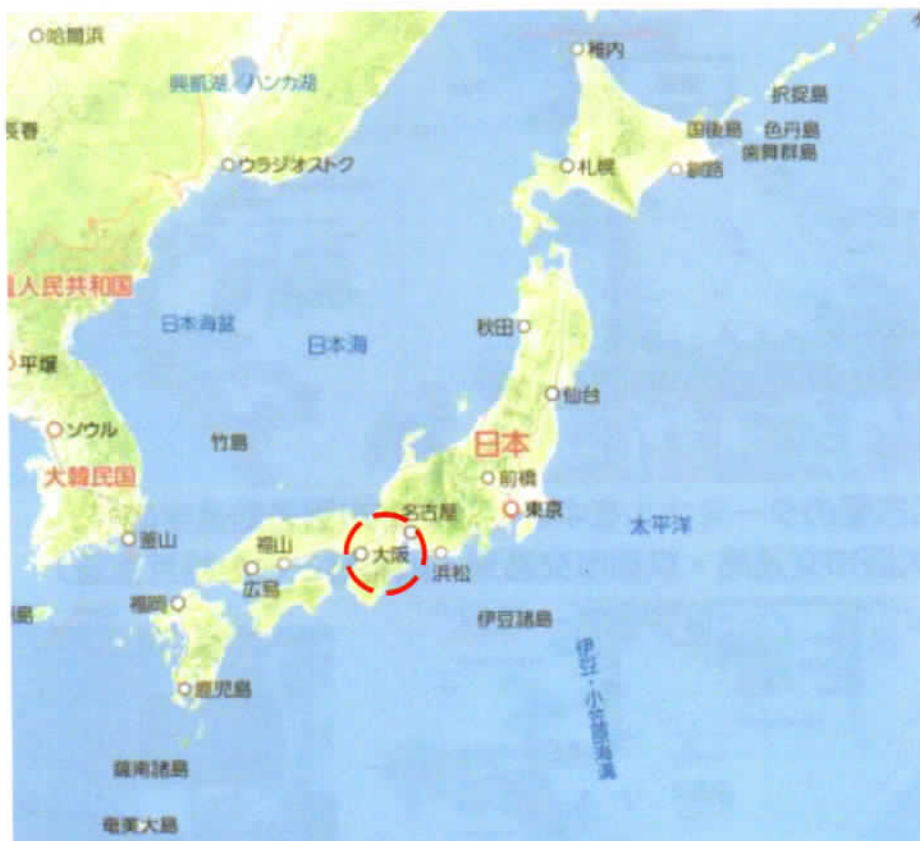 哈爾浜
稚内
興凱湖/ハンカ湖
択捉島
長春
国後島
色丹島
歯舞群島
ウラジオストク
札幌
釧路
人民共和国
日本海盆
日本海
秋田
平壌
仙台
ソウル
竹島
日本
大韓民国
前橋
名古屋
東京
太平洋
釜山
福山
大阪
浜松
広島
福岡
島
伊豆諸島
伊豆・小笠原海溝
鹿児島
薩南諸島
奄美大島